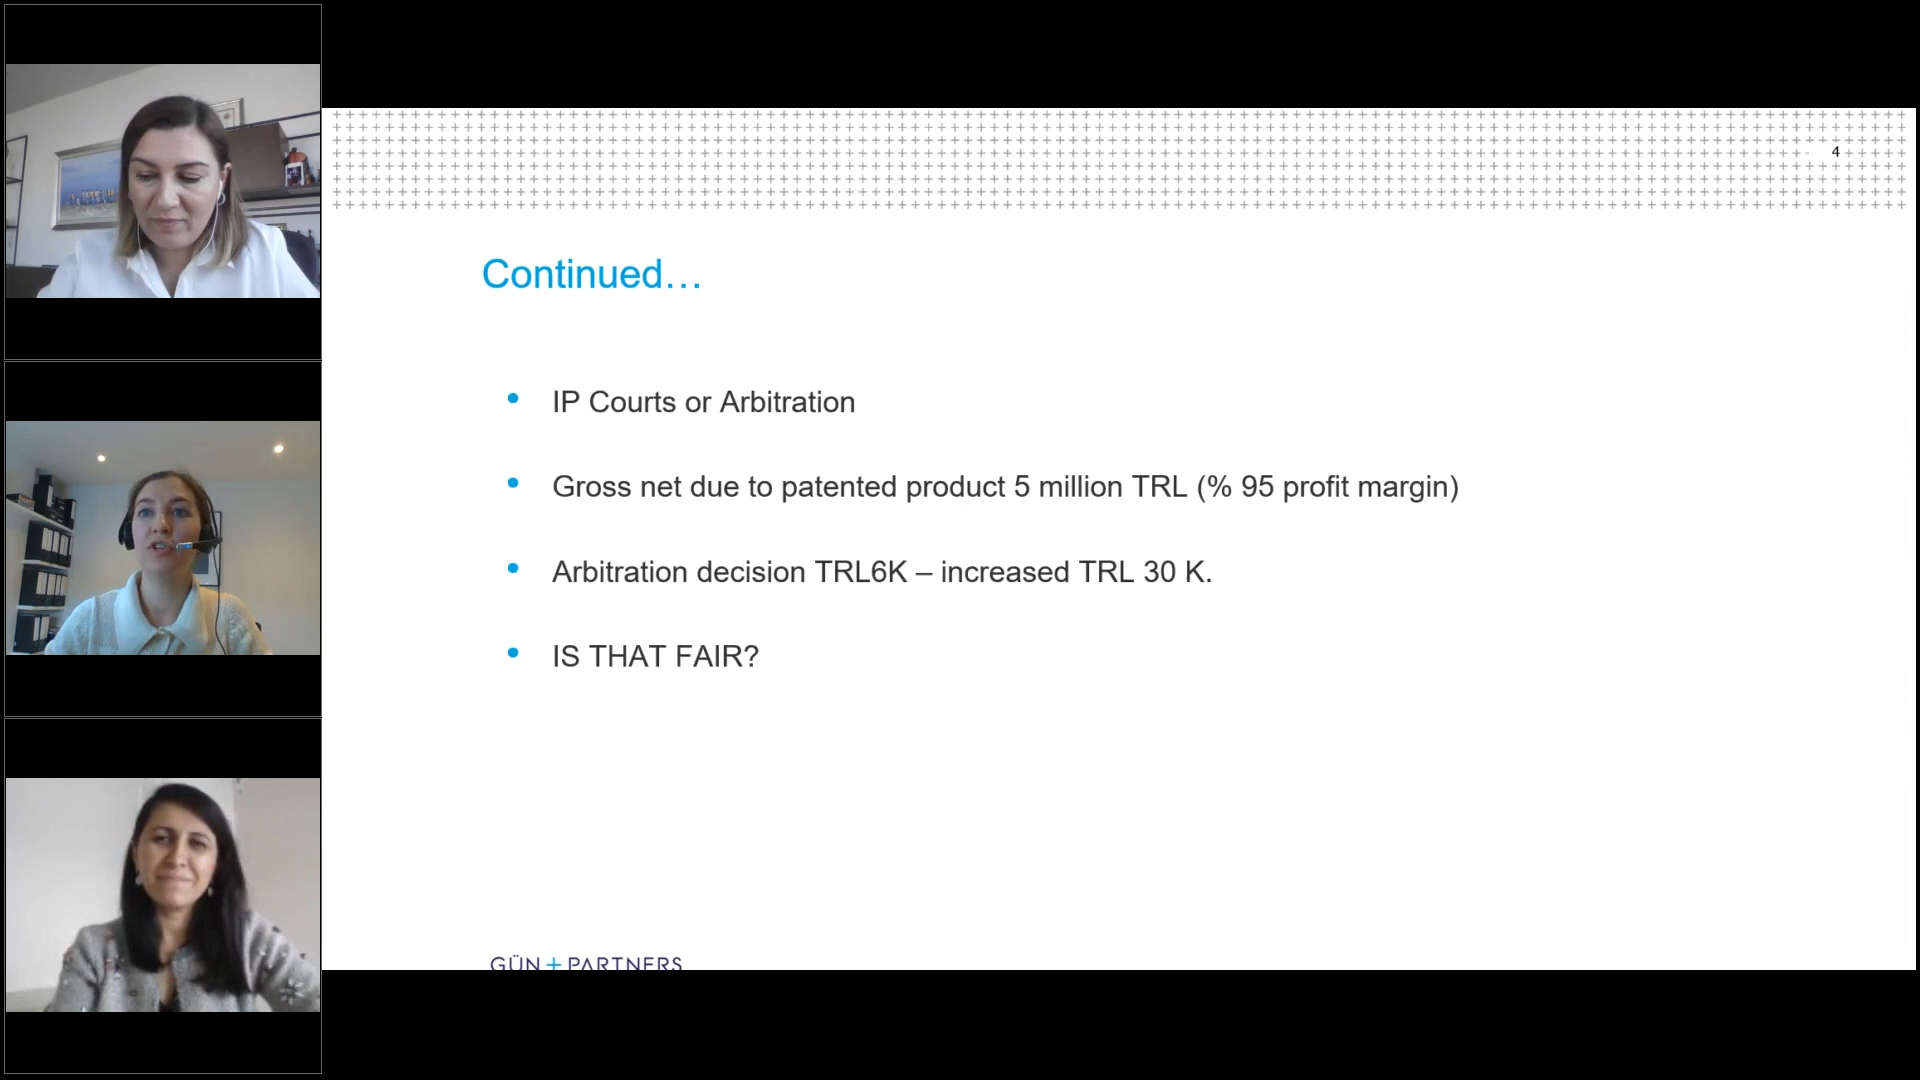 4
Continued…
• IP Courts or Arbitration
• Gross net due to patented product 5 million TRL (% 95 profit margin)
• Arbitration decision TRL6K – increased TRL 30 K.
• IS THAT FAIR?
GÜN + PARTNERS